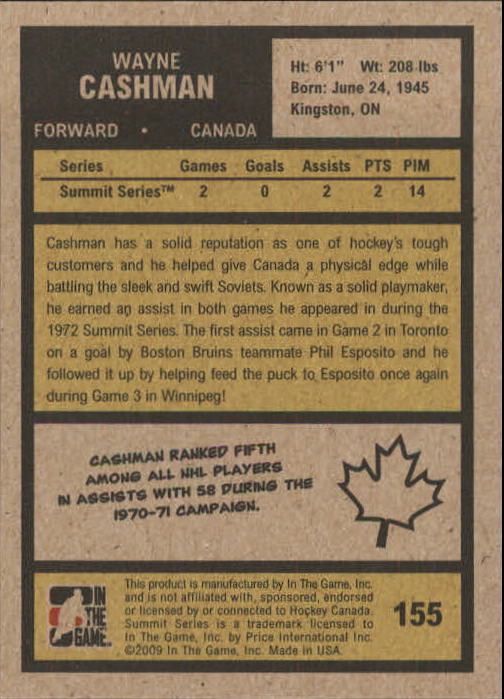 WAYNE
CASHMAN
FORWARD • CANADA
Ht: 6'1" Wt: 208 lbs
Born: June 24, 1945
Kingston, ON
Series Games Goals Assists PTS PIM
Summit Series™ 2 0 2 2 14
Cashman has a solid reputation as one of hockey's tough
customers and he helped give Canada a physical edge while
battling the sleek and swift Soviets. Known as a solid playmaker,
he earned an assist in both games he appeared in during the
1972 Summit Series. The first assist came in Game 2 in Toronto
on a goal by Boston Bruins teammate Phil Esposito and he
followed it up by helping feed the puck to Esposito once again
during Game 3 in Winnipeg!
CASHMAN RANKED FIFTH
AMONG ALL NHL PLAYERS
IN ASSISTS WITH 58 DURING THE
1970-71 CAMPAIGN.
IN
THE
GAME.
This product is manufactured by In The Game, Inc.
and is not affiliated with, sponsored, endorsed
or licensed by or connected to Hockey Canada.
Summit Series is a trademark licensed to
In The Game, Inc. by Price International Inc.
©2009 In The Game, Inc. Made in USA.
155